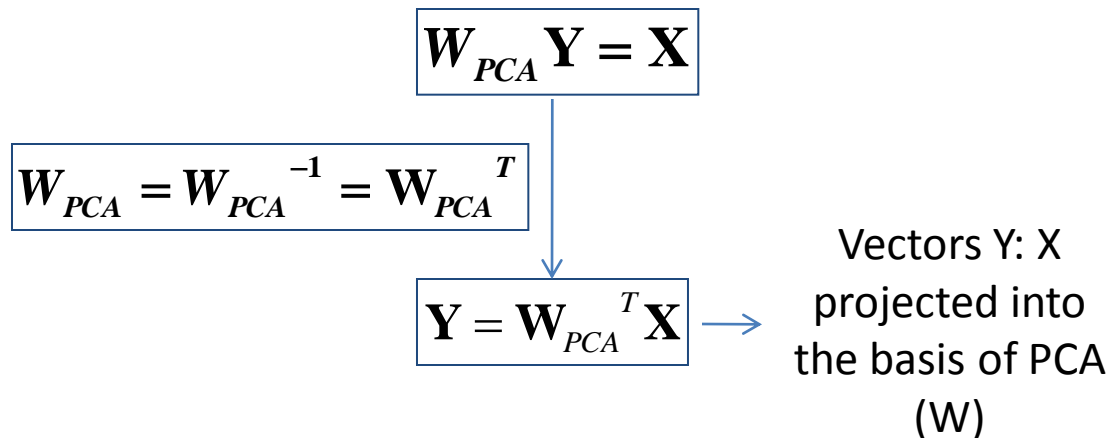 W_PCA Y = X
W_PCA = W_PCA^-1 = W_PCA^T
Y = W_PCA^T X
Vectors Y: X
projected into
the basis of PCA
(W)